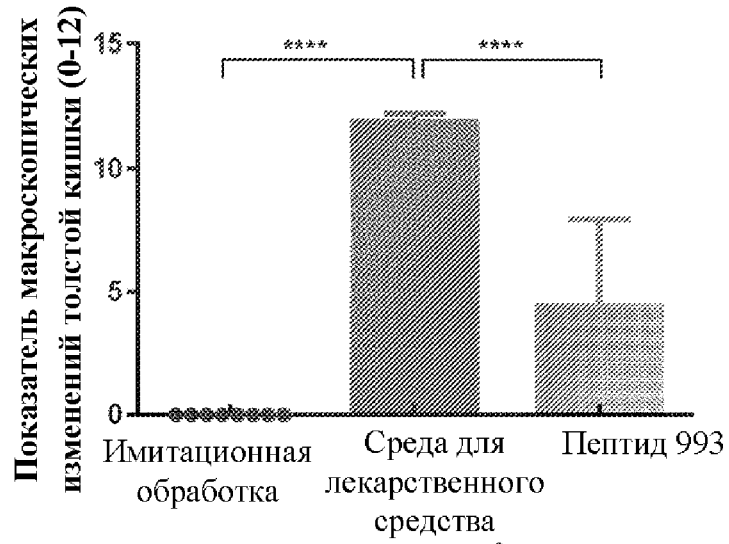 Показатель макроскопических
изменений толстой кишки (0-12)
15
**** ****
10
5
0
Имитационная
обработка
Среда для
лекарственного
средства
Пептид 993